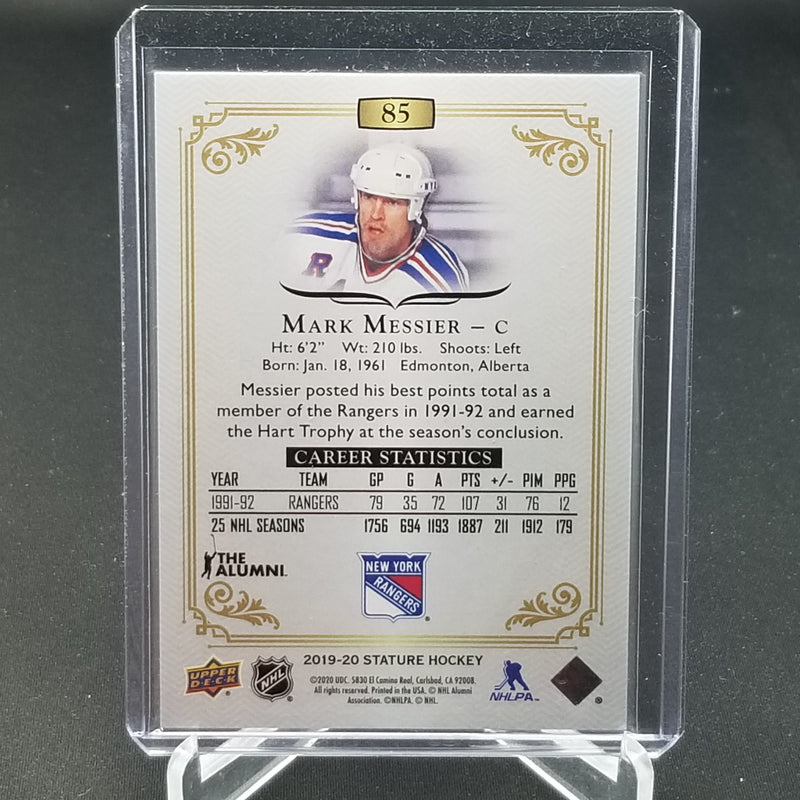 85
R
MARK MESSIER – C
Ht: 6'2" Wt: 210 lbs. Shoots: Left
Born: Jan. 18, 1961 Edmonton, Alberta
Messier posted his best points total as a
member of the Rangers in 1991-92 and earned
the Hart Trophy at the season's conclusion.
CAREER STATISTICS
YEAR TEAM GP G A PTS +/- PIM PPG
1991-92 RANGERS 79 35 72 107 31 76 12
25 NHL SEASONS 1756 694 1193 1887 211 1912 179
THE
ALUMNI
NEW YORK
RANGERS
2019-20 STATURE HOCKEY
UPPER
DECK
NHL
©2020 UDC. 5830 El Camino Real, Carlsbad, CA 92008.
All rights reserved. Printed in the USA. © NHL Alumni
Association. ©NHLPA. © NHL.
NHLPA